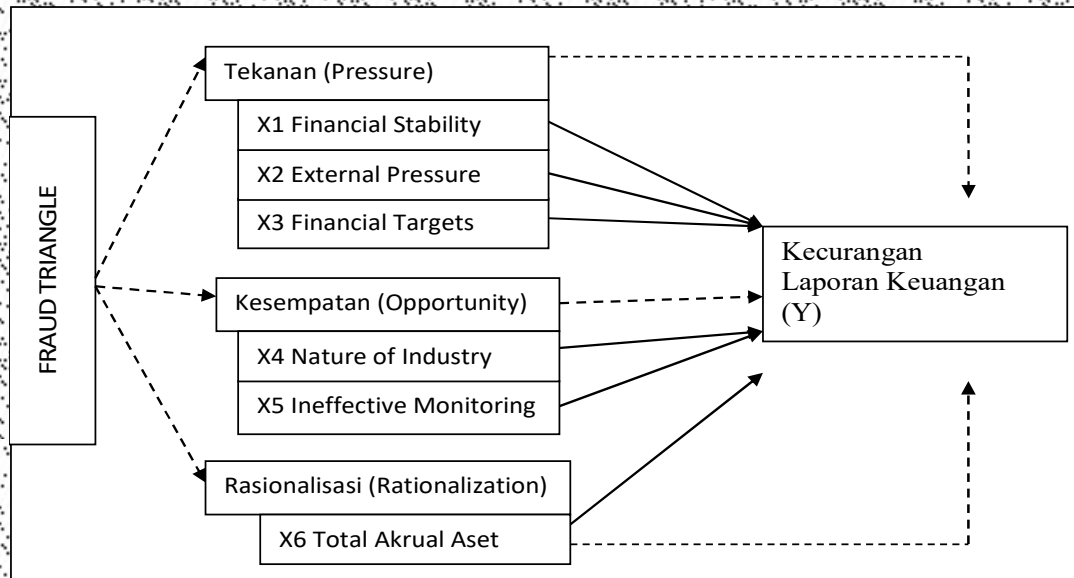 FRAUD TRIANGLE
Tekanan (Pressure)
X1 Financial Stability
X2 External Pressure
X3 Financial Targets
Kesempatan (Opportunity)
X4 Nature of Industry
X5 Ineffective Monitoring
Rasionalisasi (Rationalization)
X6 Total Akrual Aset
Kecurangan
Laporan Keuangan
(Y)